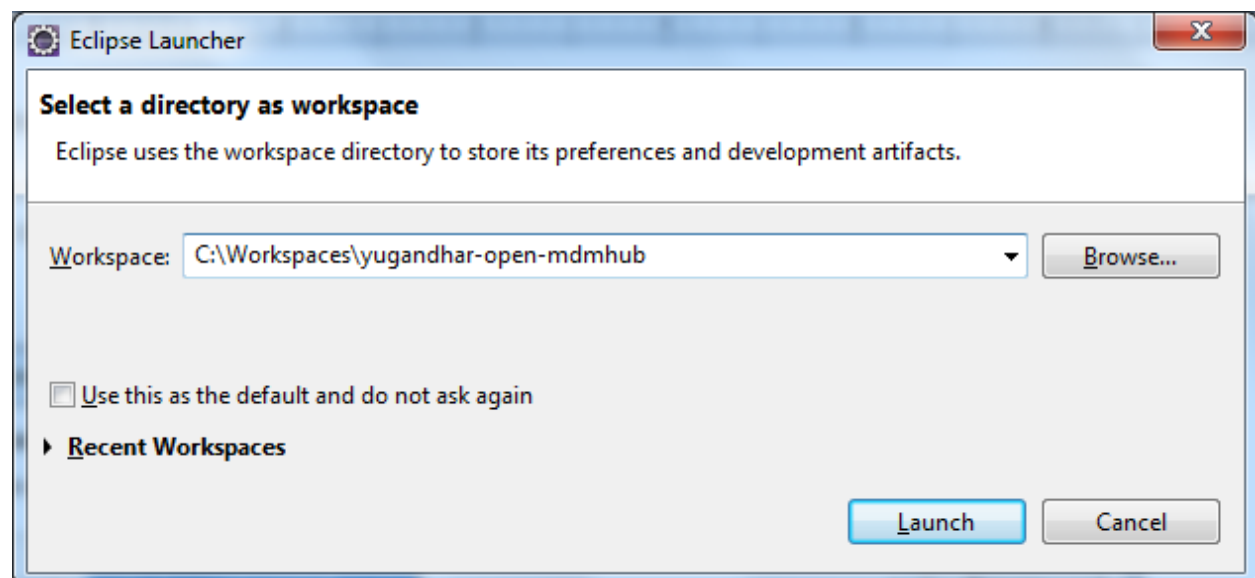 Eclipse Launcher
Select a directory as workspace
Eclipse uses the workspace directory to store its preferences and development artifacts.
Workspace: C:\Workspaces\yugandhar-open-mdmhub Browse...
Use this as the default and do not ask again
Recent Workspaces
Launch Cancel